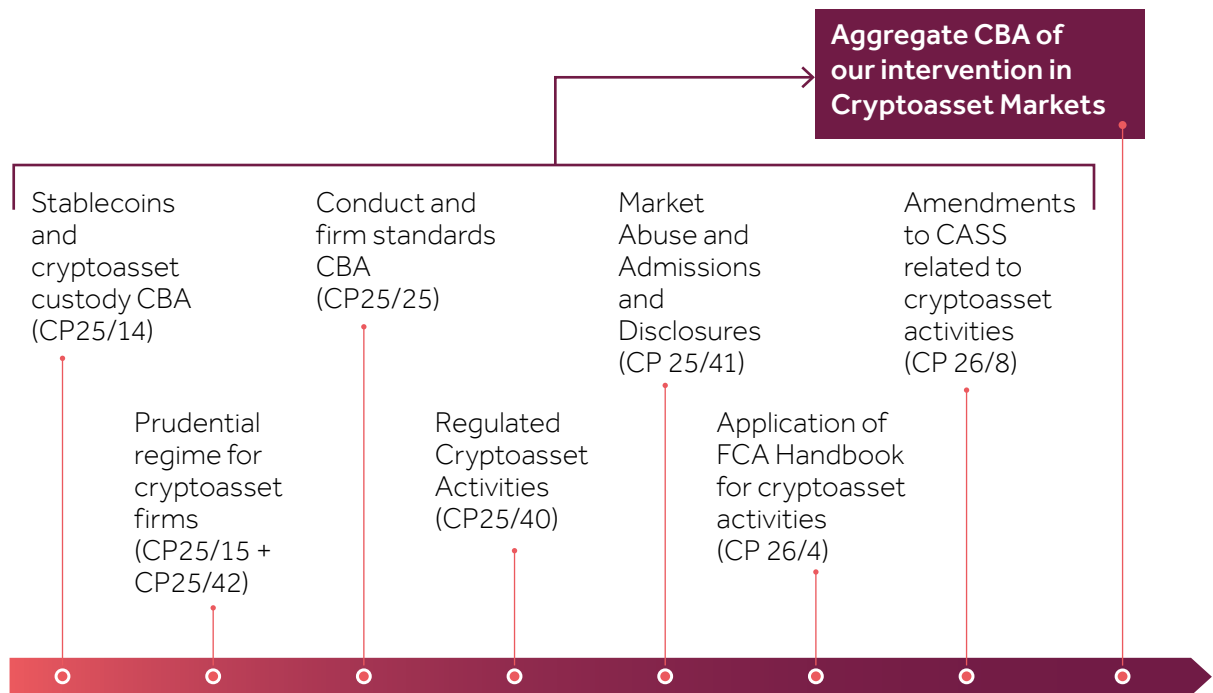 Aggregate CBA of
our intervention in
Cryptoasset Markets
Stablecoins
and
cryptoasset
custody CBA
(CP25/14)
Conduct and
firm standards
CBA
(CP25/25)
Market
Abuse and
Admissions
and
Disclosures
(CP 25/41)
Amendments
to CASS
related to
cryptoasset
activities
(CP 26/8)
Prudential
regime for
cryptoasset
firms
(CP25/15 +
CP25/42)
Regulated
Cryptoasset
Activities
(CP25/40)
Application of
FCA Handbook
for cryptoasset
activities
(CP 26/4)